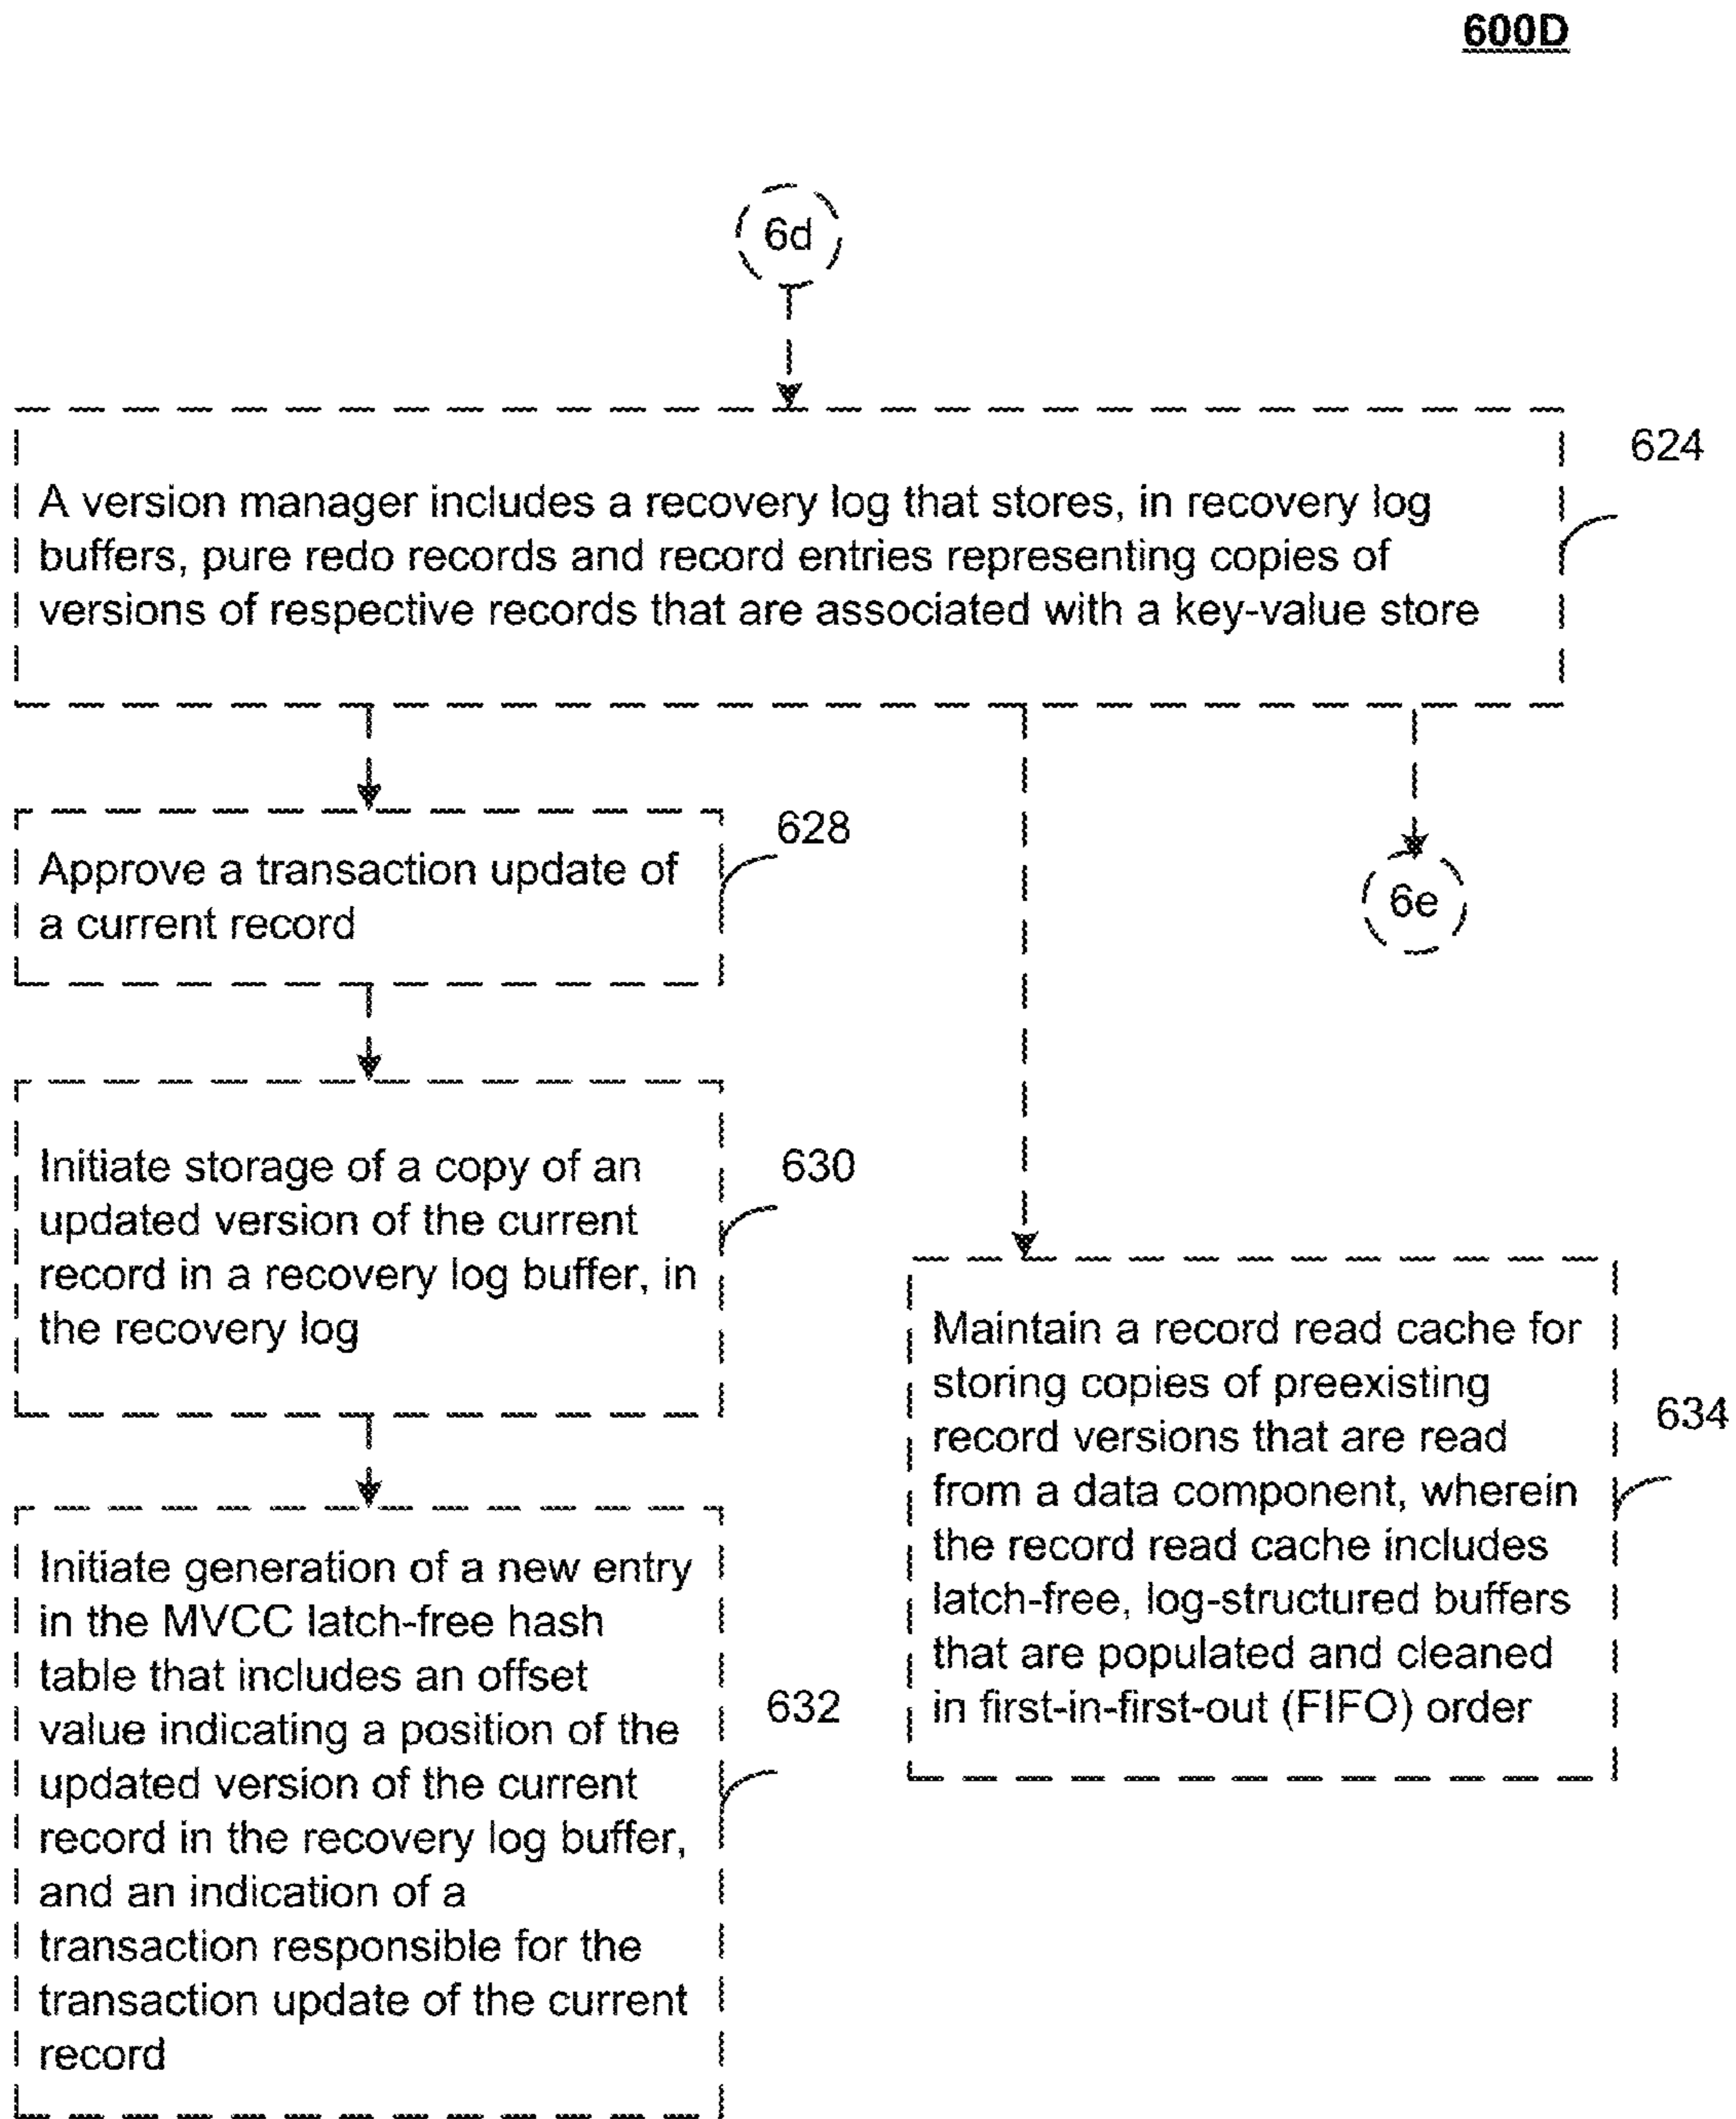 600D
6d
624
A version manager includes a recovery log that stores, in recovery log
buffers, pure redo records and record entries representing copies of
versions of respective records that are associated with a key-value store
628
Approve a transaction update of
a current record
6e
630
Initiate storage of a copy of an
updated version of the current
record in a recovery log buffer, in
the recovery log
632
Initiate generation of a new entry
in the MVCC latch-free hash
table that includes an offset
value indicating a position of the
updated version of the current
record in the recovery log buffer,
and an indication of a
transaction responsible for the
transaction update of the current
record
634
Maintain a record read cache for
storing copies of preexisting
record versions that are read
from a data component, wherein
the record read cache includes
latch-free, log-structured buffers
that are populated and cleaned
in first-in-first-out (FIFO) order